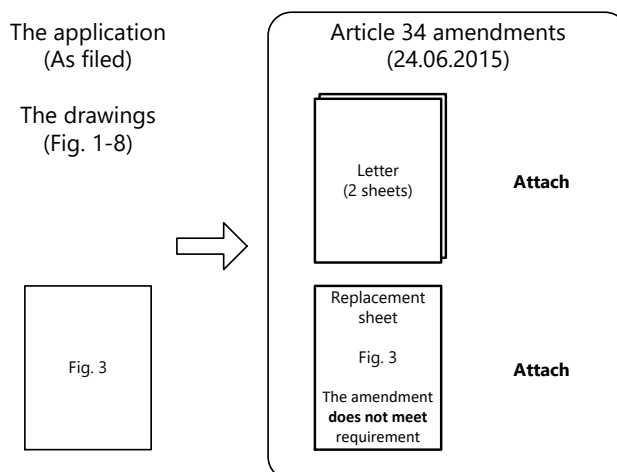 The application
(As filed)
The drawings
(Fig. 1-8)
Fig. 3
Article 34 amendments
(24.06.2015)
Letter
(2 sheets)
Attach
Replacement
sheet
Fig. 3
The amendment
does not meet
requirement
Attach